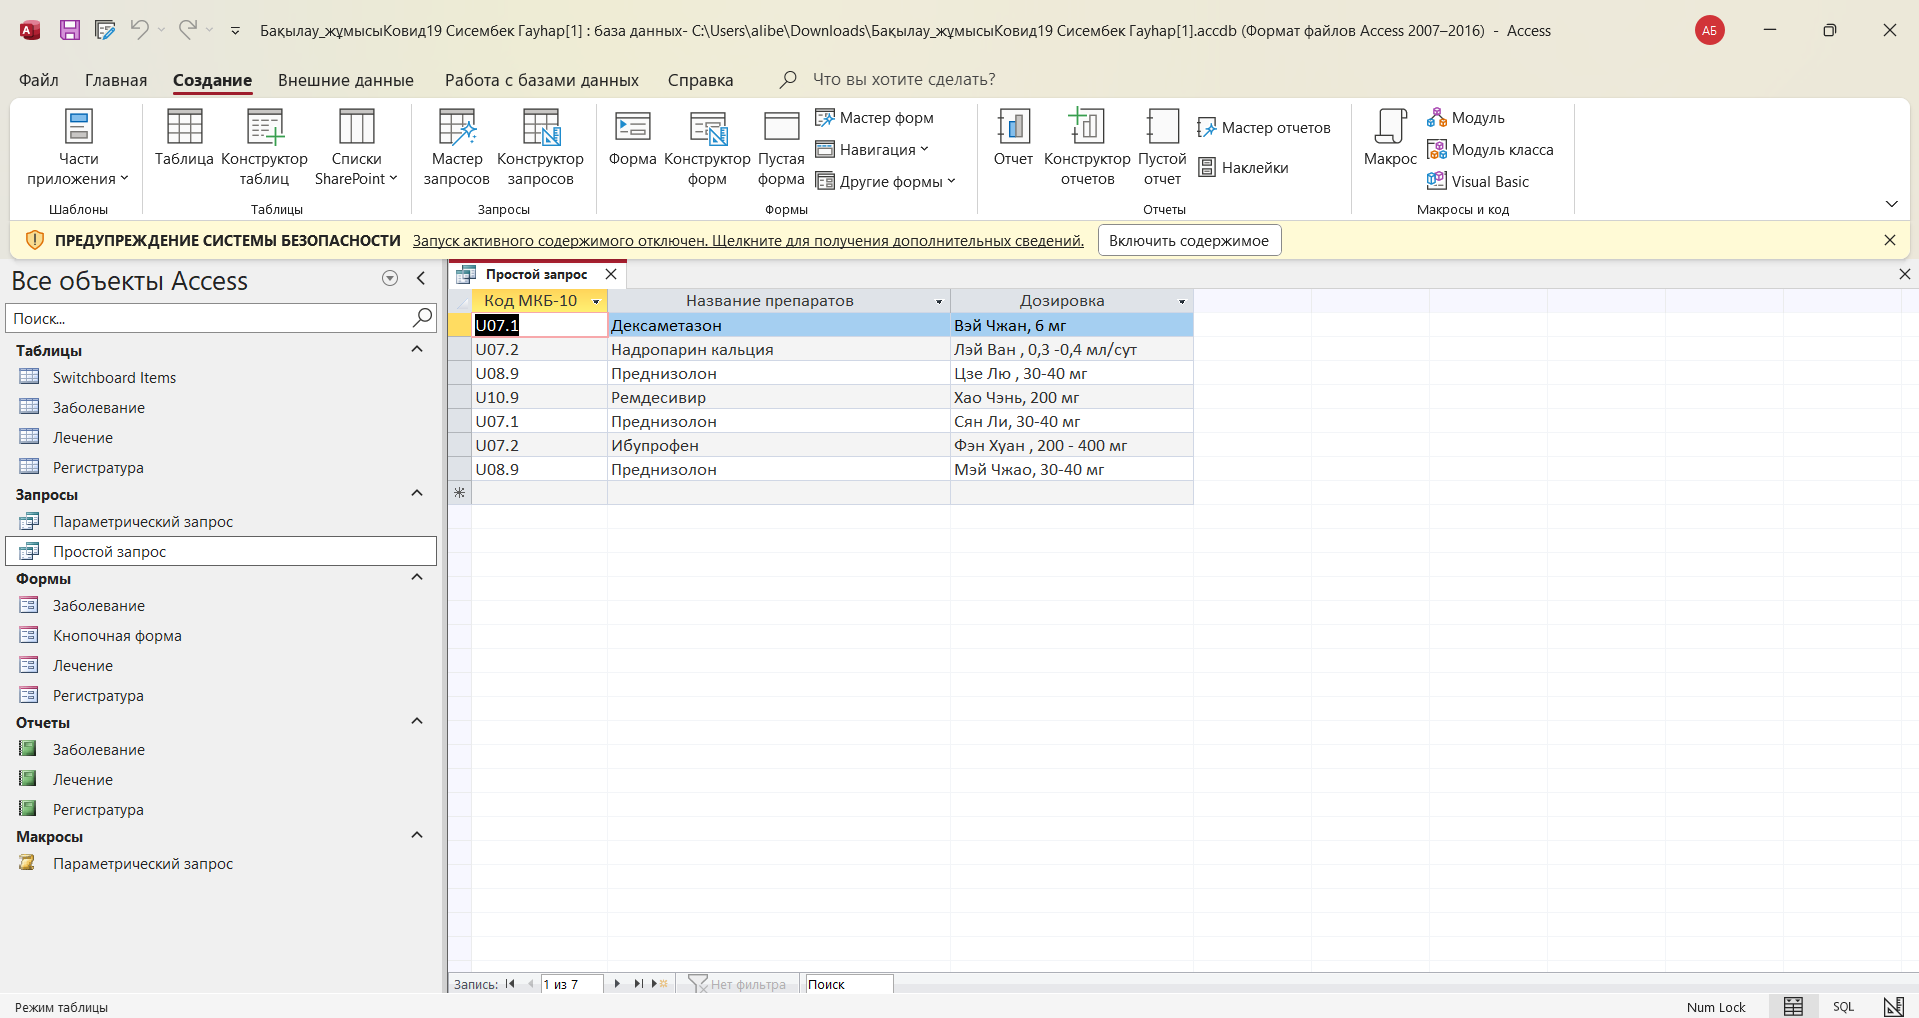 Бақылау_жұмысыКовид19 Сисембек Гауһар[1] : база данных- C:\Users\alibe\Downloads\Бақылау_жұмысыКовид19 Сисембек Гауһар[1].accdb (Формат файлов Access 2007–2016) - Access
АБ
Файл Главная Создание Внешние данные Работа с базами данных Справка Что вы хотите сделать?
Части приложения
Таблица
Конструктор таблиц
Списки SharePoint
Мастер запросов
Конструктор запросов
Форма
Конструктор форм
Пустая форма
Мастер форм
Навигация
Другие формы
Отчет
Конструктор отчетов
Пустой отчет
Мастер отчетов
Наклейки
Макрос
Модуль
Модуль класса
Visual Basic
Шаблоны Таблицы Запросы Формы Отчеты Макросы и код
ПРЕДУПРЕЖДЕНИЕ СИСТЕМЫ БЕЗОПАСНОСТИ Запуск активного содержимого отключен. Щелкните для получения дополнительных сведений. Включить содержимое
Все объекты Access
Поиск...
Таблицы
Switchboard Items
Заболевание
Лечение
Регистратура
Запросы
Параметрический запрос
Простой запрос
Формы
Заболевание
Кнопочная форма
Лечение
Регистратура
Отчеты
Заболевание
Лечение
Регистратура
Макросы
Параметрический запрос
Простой запрос
Код МКБ-10 Название препаратов Дозировка
U07.1 Дексаметазон Вэй Чжан, 6 мг
U07.2 Надропарин кальция Лэй Ван , 0,3 -0,4 мл/сут
U08.9 Преднизолон Цзе Лю , 30-40 мг
U10.9 Ремдесивир Хао Чэнь, 200 мг
U07.1 Преднизолон Сян Ли, 30-40 мг
U07.2 Ибупрофен Фэн Хуан , 200 - 400 мг
U08.9 Преднизолон Мэй Чжао, 30-40 мг
Запись: 1 из 7 Нет фильтра Поиск
Режим таблицы Num Lock SQL